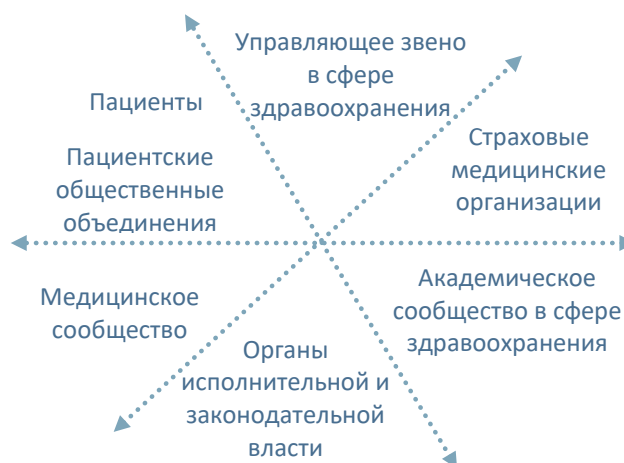 Управляющее звено
в сфере
здравоохранения
Пациенты
Пациентские
общественные
объединения
Страховые
медицинские
организации
Медицинское
сообщество
Академическое
сообщество в сфере
здравоохранения
Органы
исполнительной и
законодательной
власти